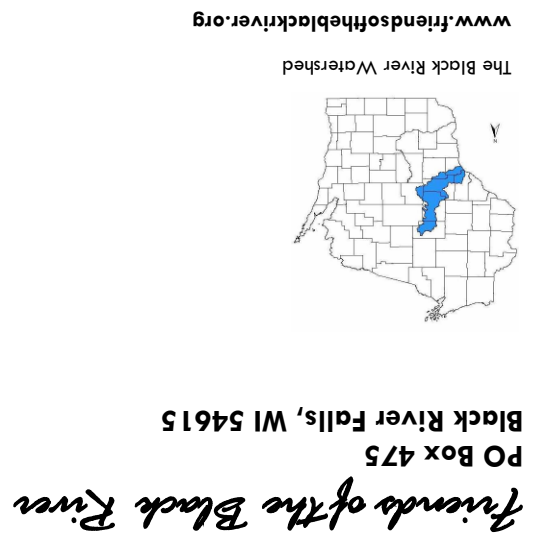 Friends of the Black River
PO Box 475
Black River Falls, WI 54615
N
The Black River Watershed
www.friendsoftheblackriver.org